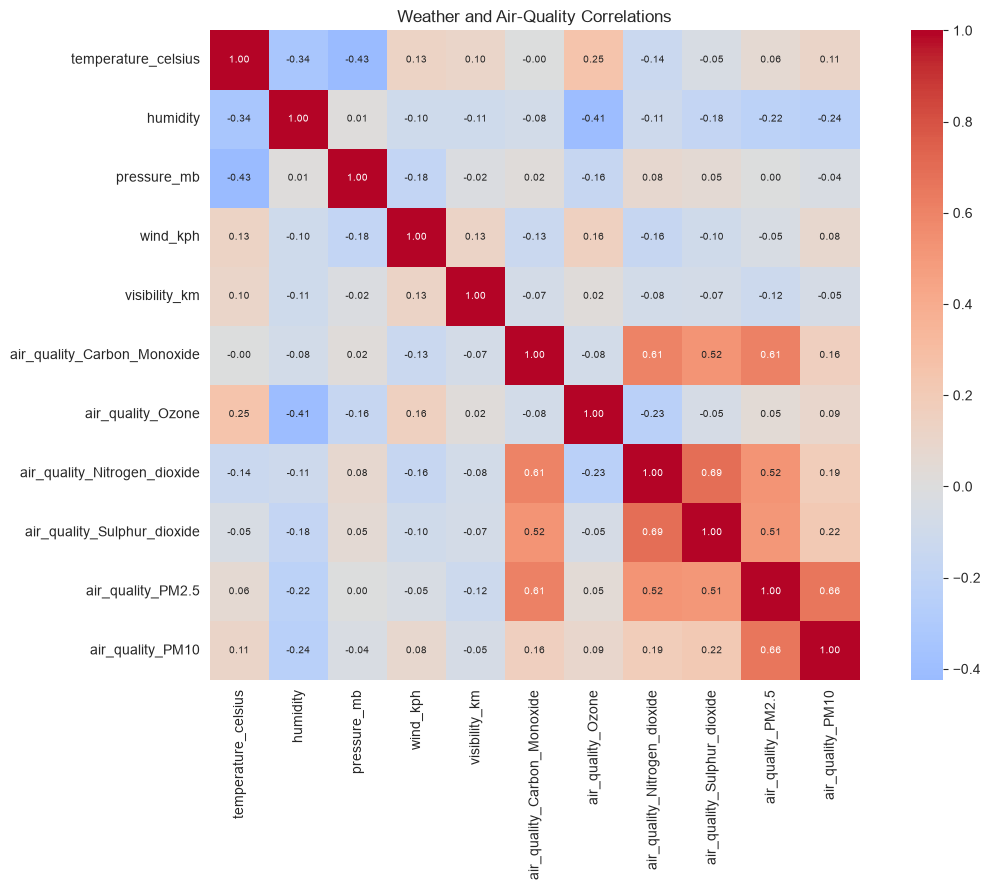 Weather and Air-Quality Correlations
temperature_celsius 1.00 -0.34 -0.43 0.13 0.10 -0.00 0.25 -0.14 -0.05 0.06 0.11
humidity -0.34 1.00 0.01 -0.10 -0.11 -0.08 -0.41 -0.11 -0.18 -0.22 -0.24
pressure_mb -0.43 0.01 1.00 -0.18 -0.02 0.02 -0.16 0.08 0.05 0.00 -0.04
wind_kph 0.13 -0.10 -0.18 1.00 0.13 -0.13 0.16 -0.16 -0.10 -0.05 0.08
visibility_km 0.10 -0.11 -0.02 0.13 1.00 -0.07 0.02 -0.08 -0.07 -0.12 -0.05
air_quality_Carbon_Monoxide -0.00 -0.08 0.02 -0.13 -0.07 1.00 -0.08 0.61 0.52 0.61 0.16
air_quality_Ozone 0.25 -0.41 -0.16 0.16 0.02 -0.08 1.00 -0.23 -0.05 0.05 0.09
air_quality_Nitrogen_dioxide -0.14 -0.11 0.08 -0.16 -0.08 0.61 -0.23 1.00 0.69 0.52 0.19
air_quality_Sulphur_dioxide -0.05 -0.18 0.05 -0.10 -0.07 0.52 -0.05 0.69 1.00 0.51 0.22
air_quality_PM2.5 0.06 -0.22 0.00 -0.05 -0.12 0.61 0.05 0.52 0.51 1.00 0.66
air_quality_PM10 0.11 -0.24 -0.04 0.08 -0.05 0.16 0.09 0.19 0.22 0.66 1.00
temperature_celsius
humidity
pressure_mb
wind_kph
visibility_km
air_quality_Carbon_Monoxide
air_quality_Ozone
air_quality_Nitrogen_dioxide
air_quality_Sulphur_dioxide
air_quality_PM2.5
air_quality_PM10
1.0
0.8
0.6
0.4
0.2
0.0
−0.2
−0.4